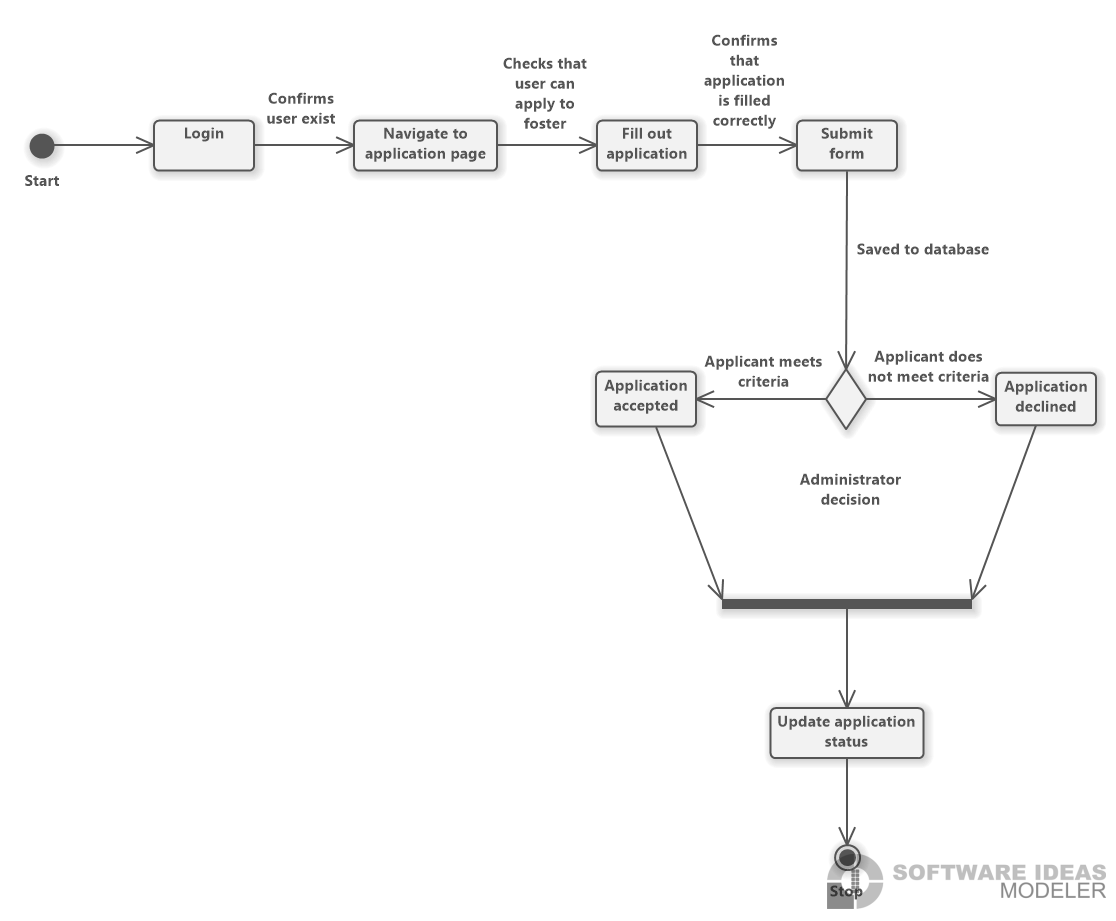 Start
Login
Confirms
user exist
Navigate to
application page
Checks that
user can
apply to
foster
Fill out
application
Confirms
that
application
is filled
correctly
Submit
form
Saved to database
Applicant meets
criteria
Applicant does
not meet criteria
Application
accepted
Application
declined
Administrator
decision
Update application
status
Stop
SOFTWARE IDEAS
MODELER